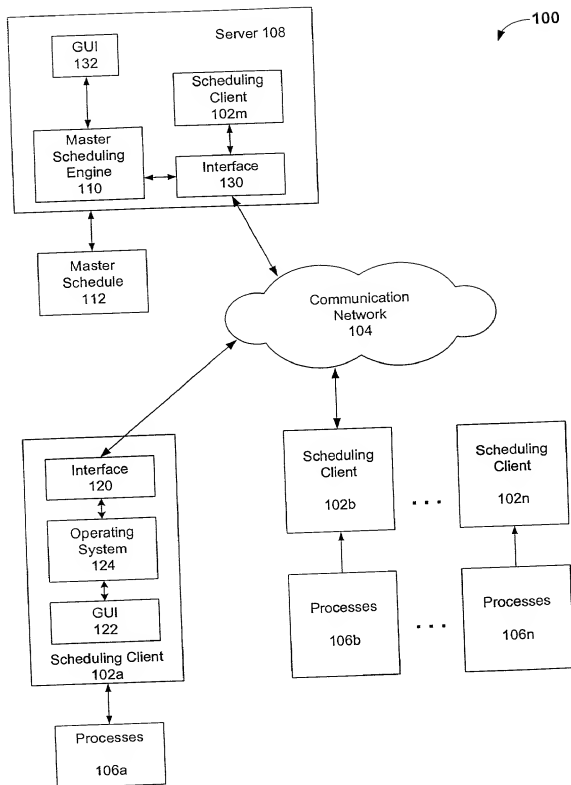 100
Server 108
GUI
132
Scheduling
Client
102m
Master
Scheduling
Engine
110
Interface
130
Master
Schedule
112
Communication
Network
104
Interface
120
Operating
System
124
GUI
122
Scheduling Client
102a
Processes
106a
Scheduling
Client
102b
. . .
Scheduling
Client
102n
Processes
106b
. . .
Processes
106n